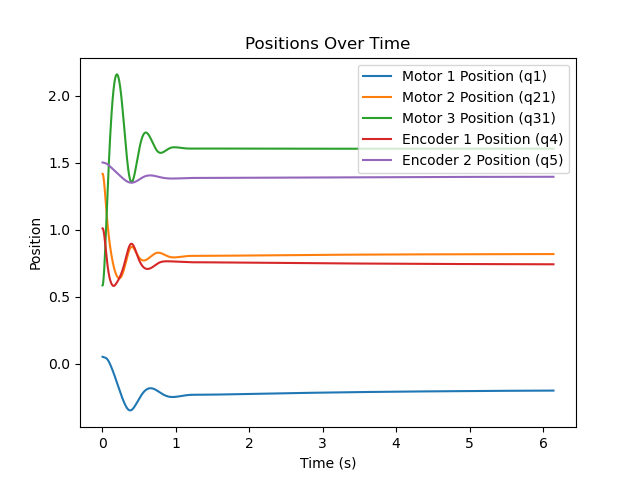 Positions Over Time
Motor 1 Position (q1)
Motor 2 Position (q21)
Motor 3 Position (q31)
Encoder 1 Position (q4)
Encoder 2 Position (q5)
Position
2.0
1.5
1.0
0.5
0.0
0 1 2 3 4 5 6
Time (s)